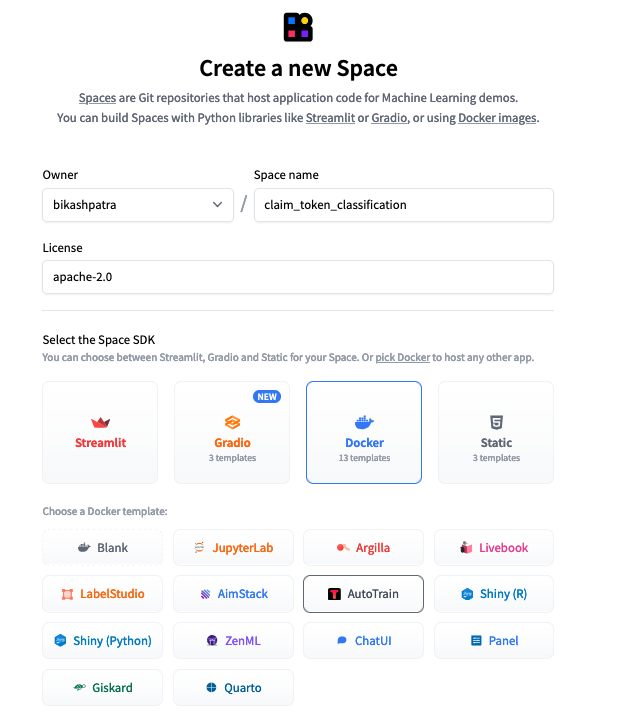 Create a new Space
Spaces are Git repositories that host application code for Machine Learning demos.
You can build Spaces with Python libraries like Streamlit or Gradio, or using Docker images.
Owner
Space name
bikashpatra
/
claim_token_classification
License
apache-2.0
Select the Space SDK
You can choose between Streamlit, Gradio and Static for your Space. Or pick Docker to host any other app.
Streamlit
NEW
Gradio
3 templates
Docker
13 templates
Static
3 templates
Choose a Docker template:
Blank
JupyterLab
Argilla
Livebook
LabelStudio
AimStack
AutoTrain
Shiny (R)
Shiny (Python)
ZenML
ChatUI
Panel
Giskard
Quarto